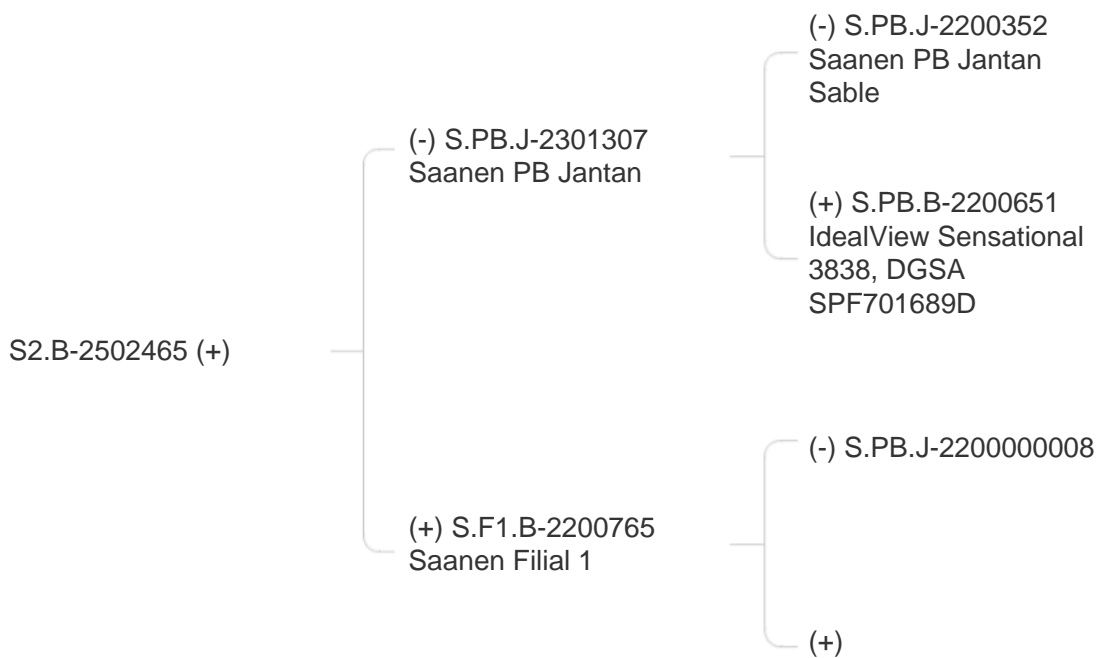 (-) S.PB.J-2200352
Saanen PB Jantan
Sable
(-) S.PB.J-2301307
Saanen PB Jantan
(+) S.PB.B-2200651
IdealView Sensational
3838, DGSA
SPF701689D
S2.B-2502465 (+)
(-) S.PB.J-2200000008
(+) S.F1.B-2200765
Saanen Filial 1
(+)